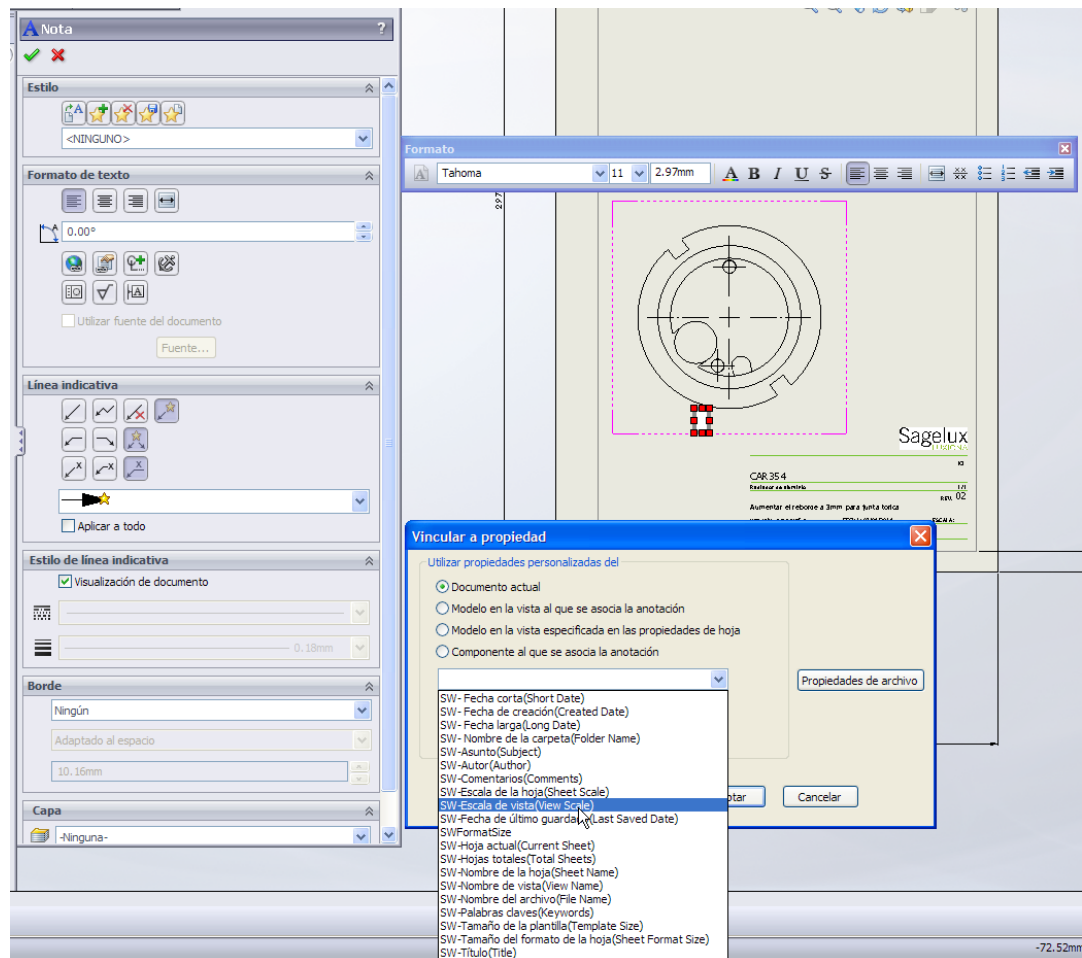 Nota
?
Estilo
<NINGUNO>
Formato de texto
0.00°
Utilizar fuente del documento
Fuente...
Línea indicativa
Aplicar a todo
Estilo de línea indicativa
Visualización de documento
0.18mm
Borde
Ningún
Adaptado al espacio
10.16mm
Capa
-Ninguna-
Formato
Tahoma 11 2.97mm
A B I U S
297
Sagelux
LUXIONA
CAR 354
1/1
REV. 02
Aumentar el reborde a 3mm para junta torica
ESCALA:
Vincular a propiedad
Utilizar propiedades personalizadas del
Documento actual
Modelo en la vista al que se asocia la anotación
Modelo en la vista especificada en las propiedades de hoja
Componente al que se asocia la anotación
Propiedades de archivo
SW- Fecha corta(Short Date)
SW- Fecha de creación(Created Date)
SW- Fecha larga(Long Date)
SW- Nombre de la carpeta(Folder Name)
SW-Asunto(Subject)
SW-Autor(Author)
SW-Comentarios(Comments)
SW-Escala de la hoja(Sheet Scale)
SW-Escala de vista(View Scale)
SW-Fecha de último guardado(Last Saved Date)
SWFormatSize
SW-Hoja actual(Current Sheet)
SW-Hojas totales(Total Sheets)
SW-Nombre de la hoja(Sheet Name)
SW-Nombre de vista(View Name)
SW-Nombre del archivo(File Name)
SW-Palabras claves(Keywords)
SW-Tamaño de la plantilla(Template Size)
SW-Tamaño del formato de la hoja(Sheet Format Size)
SW-Título(Title)
ptar
Cancelar
-72.52mm